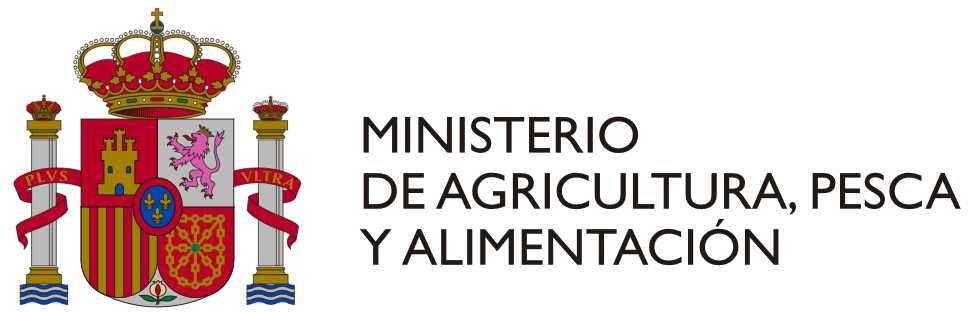 PLVS
VLTRA
MINISTERIO
DE AGRICULTURA, PESCA
Y ALIMENTACIÓN